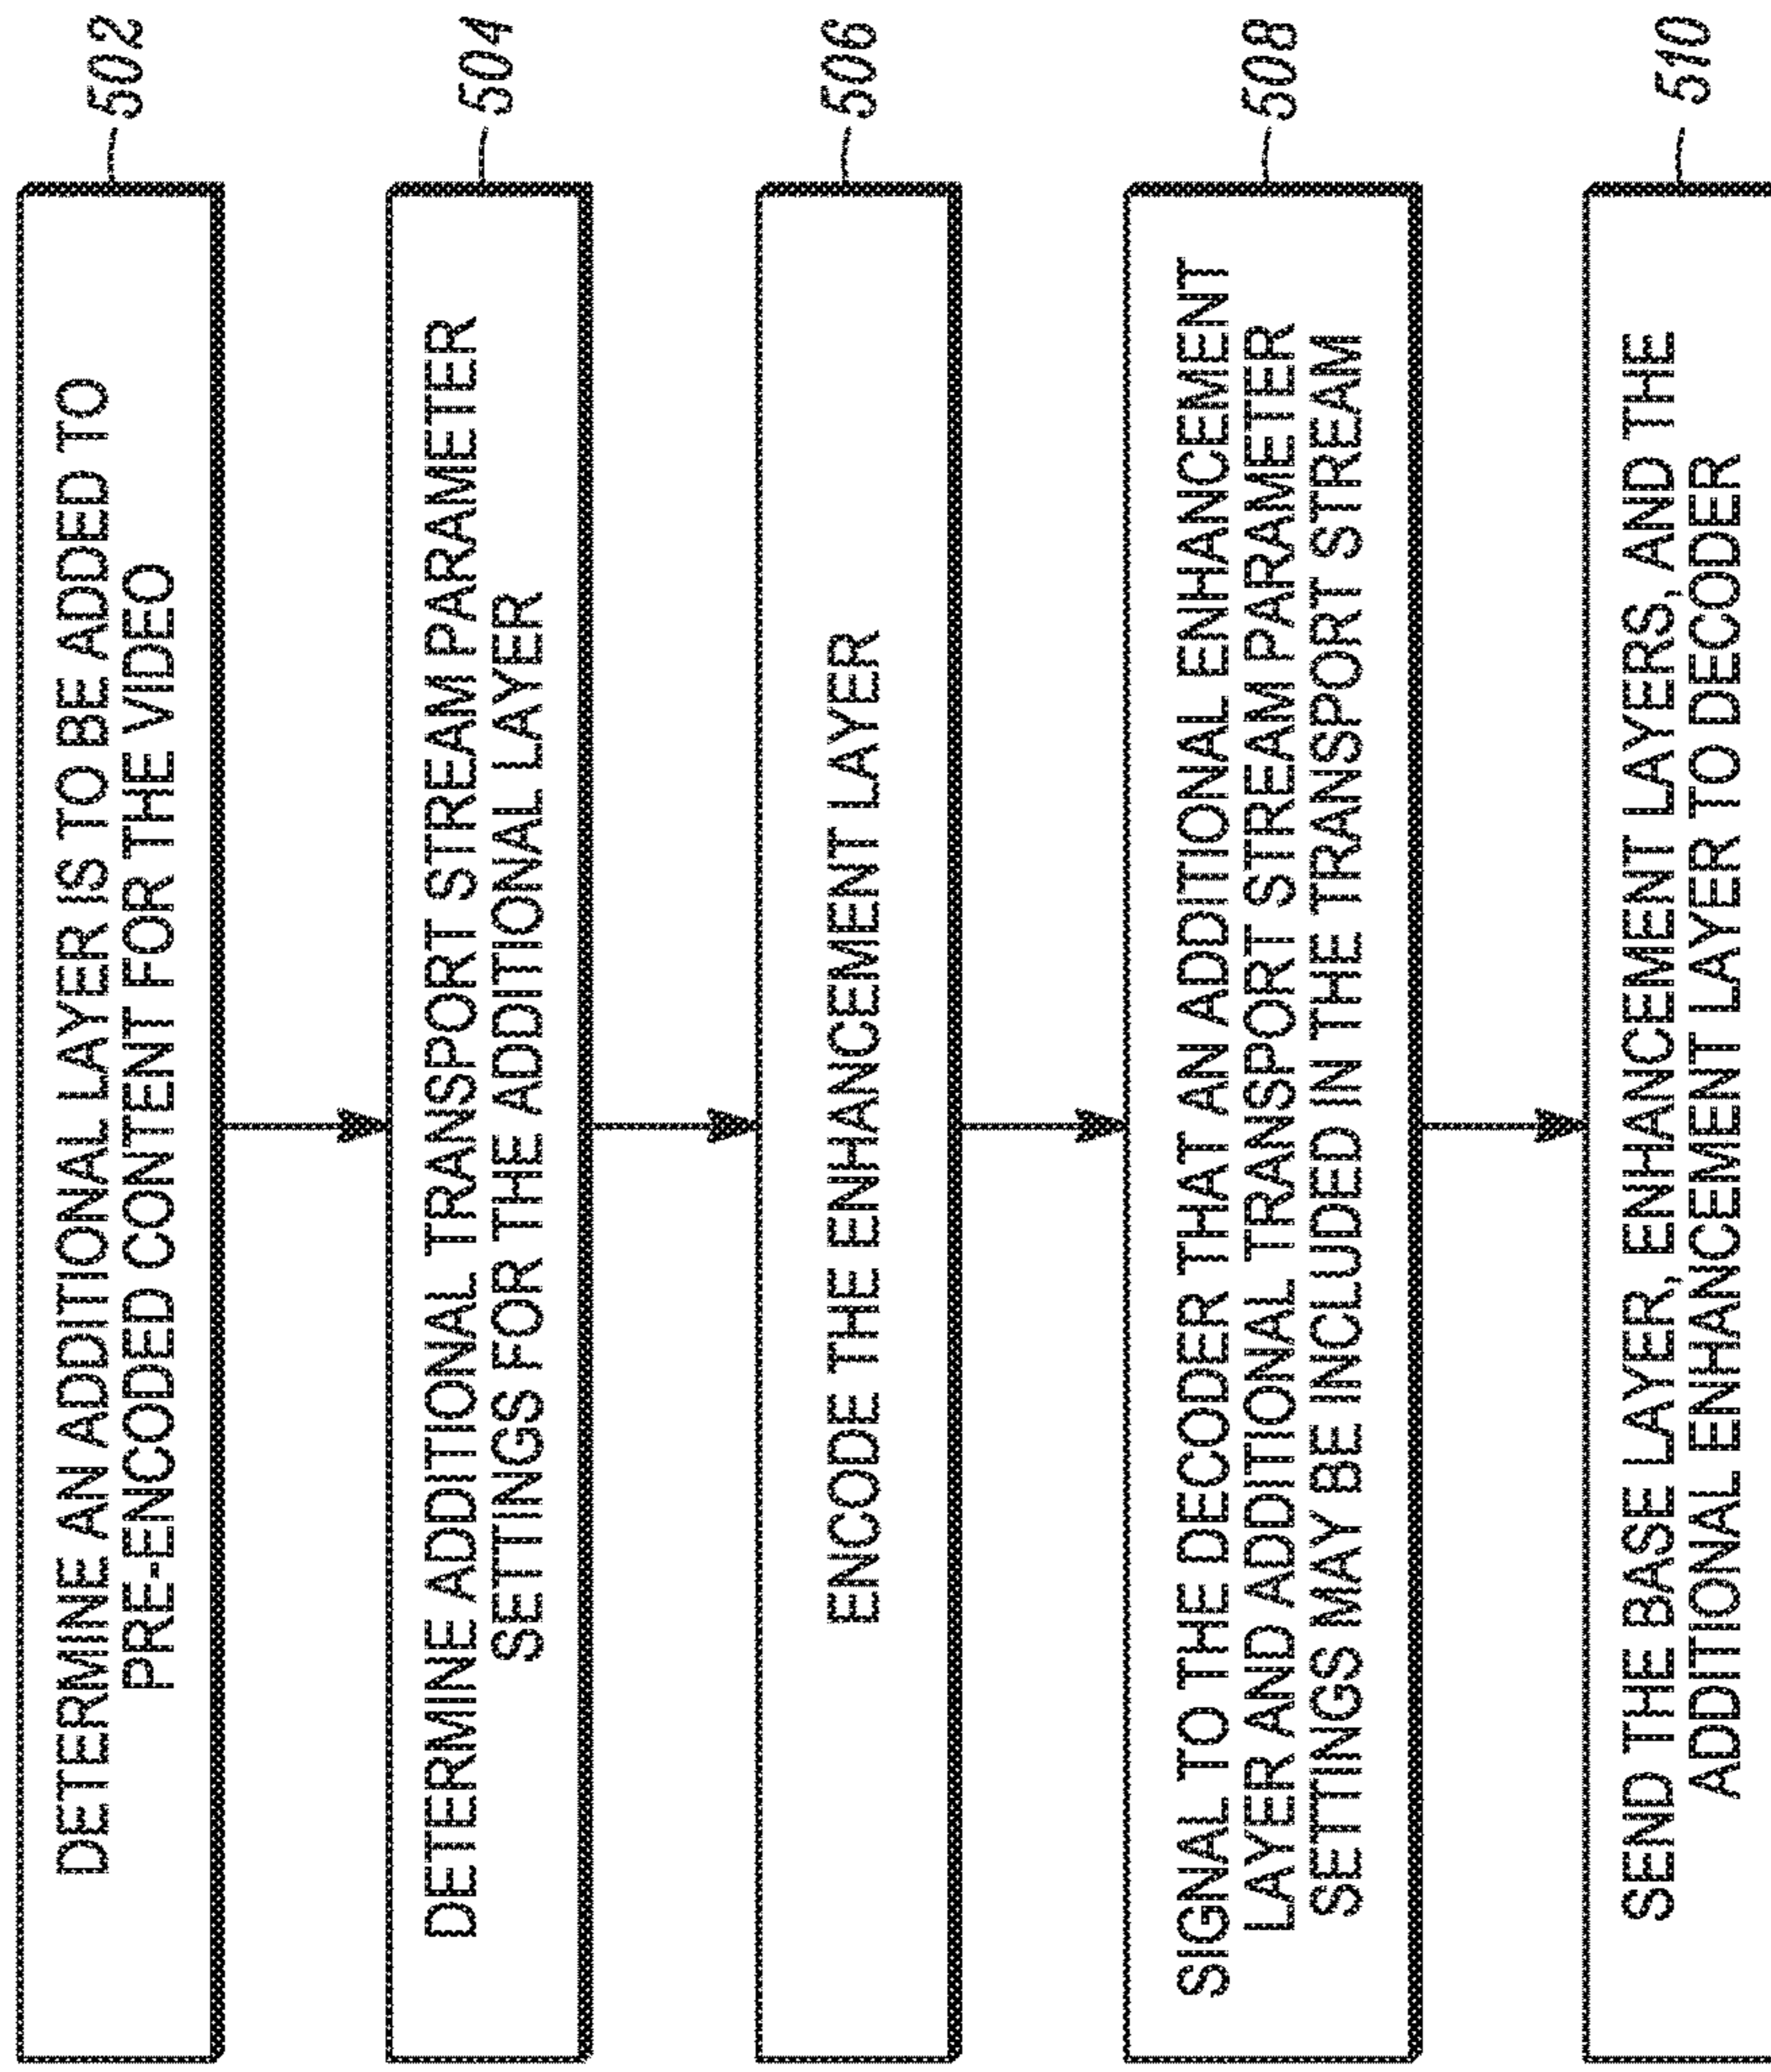 DETERMINE AN ADDITIONAL LAYER IS TO BE ADDED TO
PRE-ENCODED CONTENT FOR THE VIDEO
502
DETERMINE ADDITIONAL TRANSPORT STREAM PARAMETER
SETTINGS FOR THE ADDITIONAL LAYER
504
ENCODE THE ENHANCEMENT LAYER
506
SIGNAL TO THE DECODER THAT AN ADDITIONAL ENHANCEMENT
LAYER AND ADDITIONAL TRANSPORT STREAM PARAMETER
SETTINGS MAY BE INCLUDED IN THE TRANSPORT STREAM
508
SEND THE BASE LAYER, ENHANCEMENT LAYERS, AND THE
ADDITIONAL ENHANCEMENT LAYER TO DECODER
510